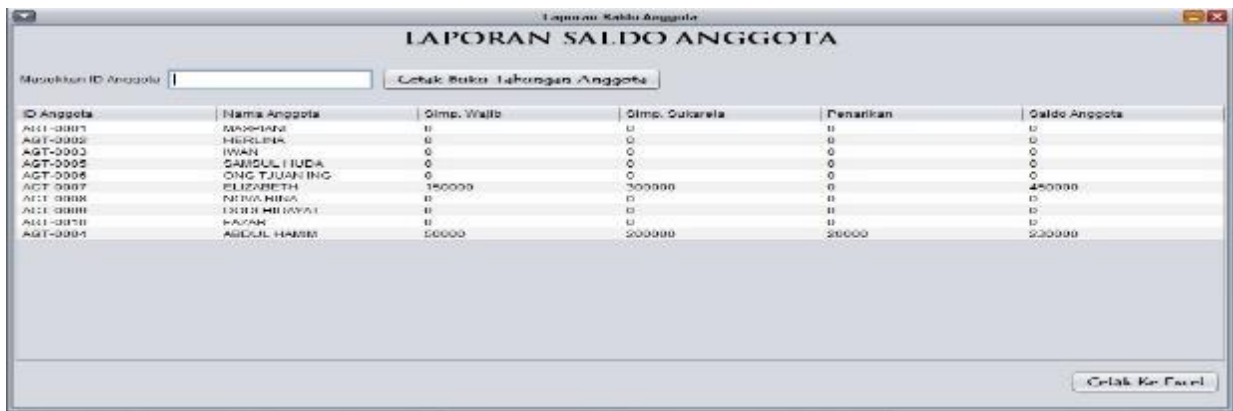 Laporan Saldo Anggota
LAPORAN SALDO ANGGOTA
Masukkan ID Anggota Cetak Buku Tabungan Anggota
ID Anggota Nama Anggota Simp. Wajib Simp. Sukarela Penarikan Saldo Anggota
AGT-0001 MARPIANI 0 0 0 0
AGT-0002 HERLINA 0 0 0 0
AGT-0003 IWAN 0 0 0 0
AGT-0005 SAMSUL HUDA 0 0 0 0
AGT-0006 ONG TJUAN ING 0 0 0 0
AGT-0007 ELIZABETH 150000 300000 0 450000
AGT-0008 NOVA RINA 0 0 0 0
AGT-0009 DODI HIDAYAT 0 0 0 0
AGT-0010 FAZAR 0 0 0 0
AGT-0004 ABDUL HAMIM 50000 200000 20000 230000
Cetak Ke Excel